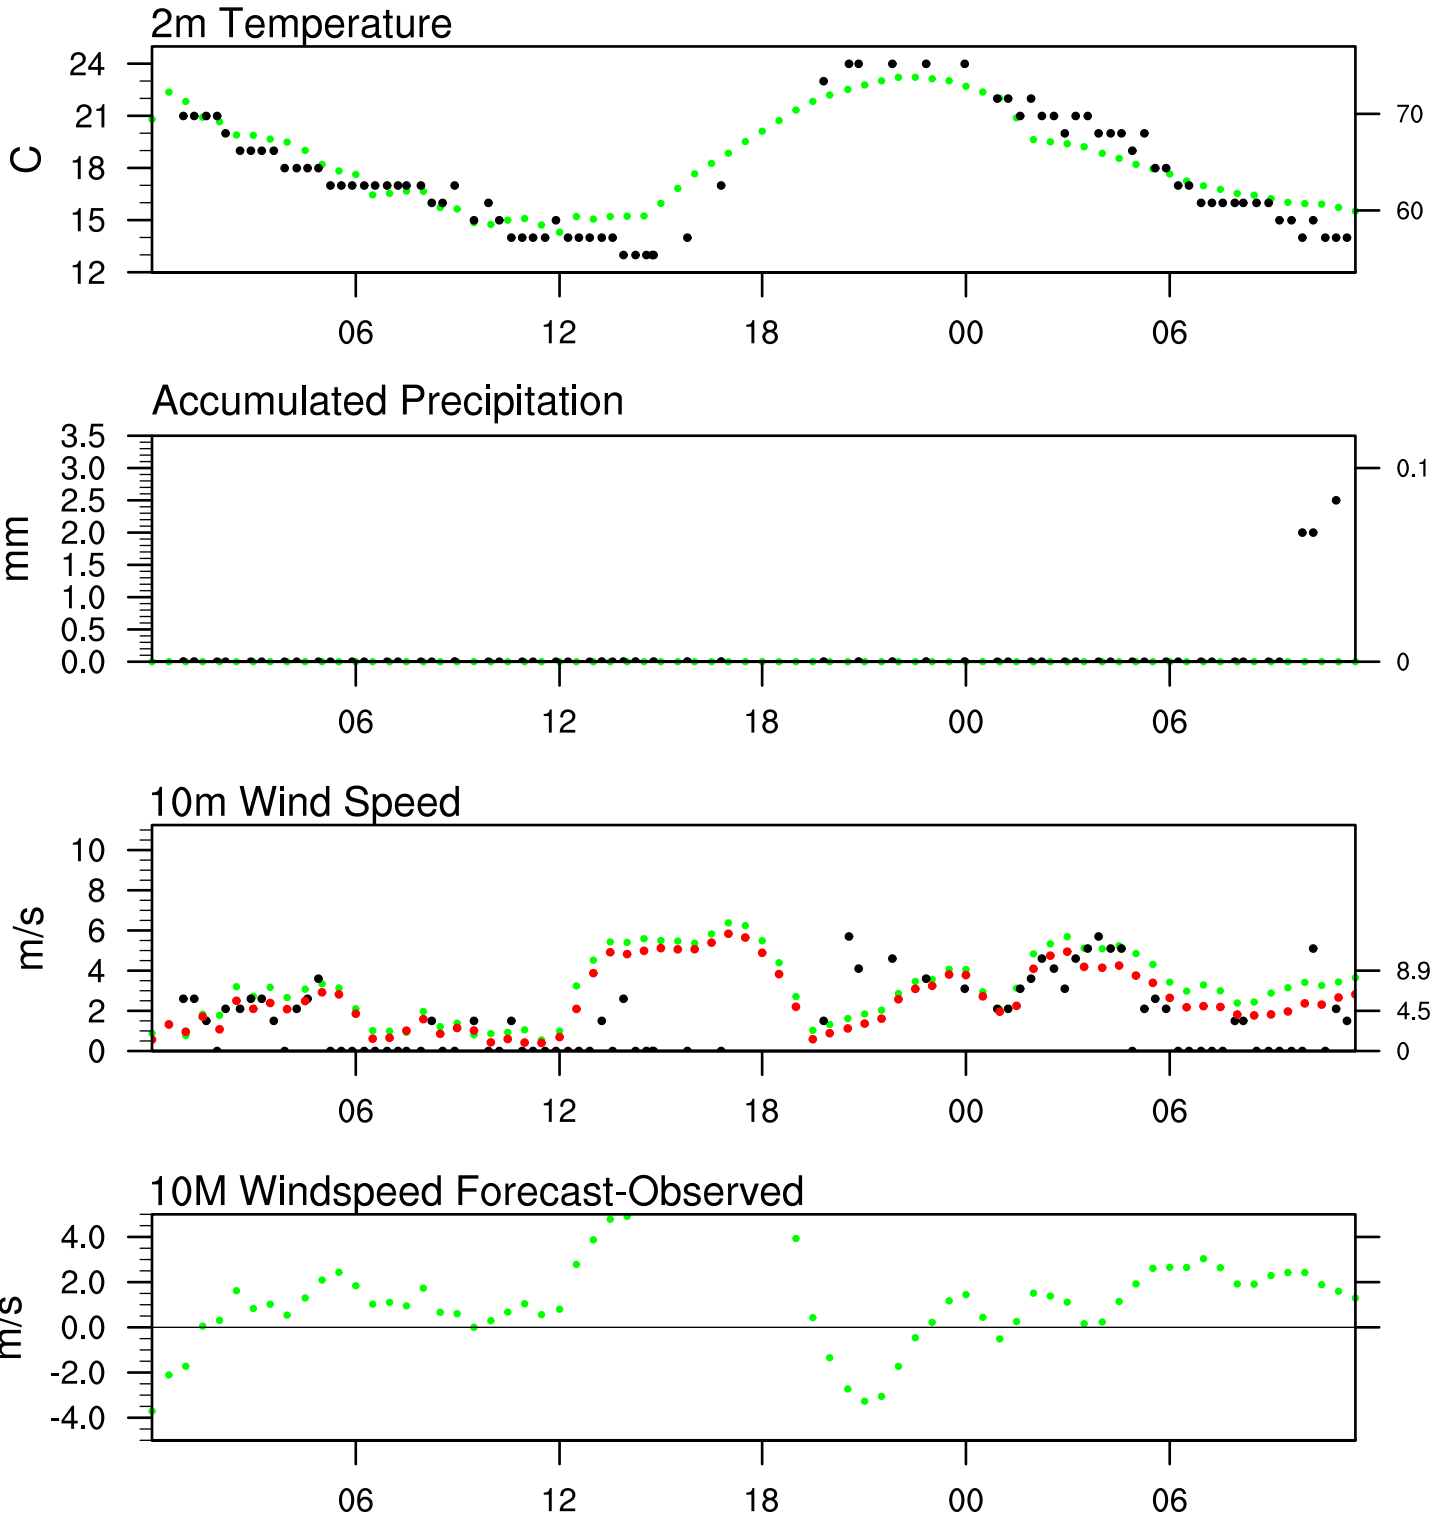 2m Temperature
24
21
18
15
12
C
70
60
06 12 18 00 06
Accumulated Precipitation
3.5
3.0
2.5
2.0
1.5
1.0
0.5
0.0
mm
0.1
0
06 12 18 00 06
10m Wind Speed
10
8
6
4
2
0
m/s
8.9
4.5
0
06 12 18 00 06
10M Windspeed Forecast-Observed
4.0
2.0
0.0
-2.0
-4.0
m/s
06 12 18 00 06